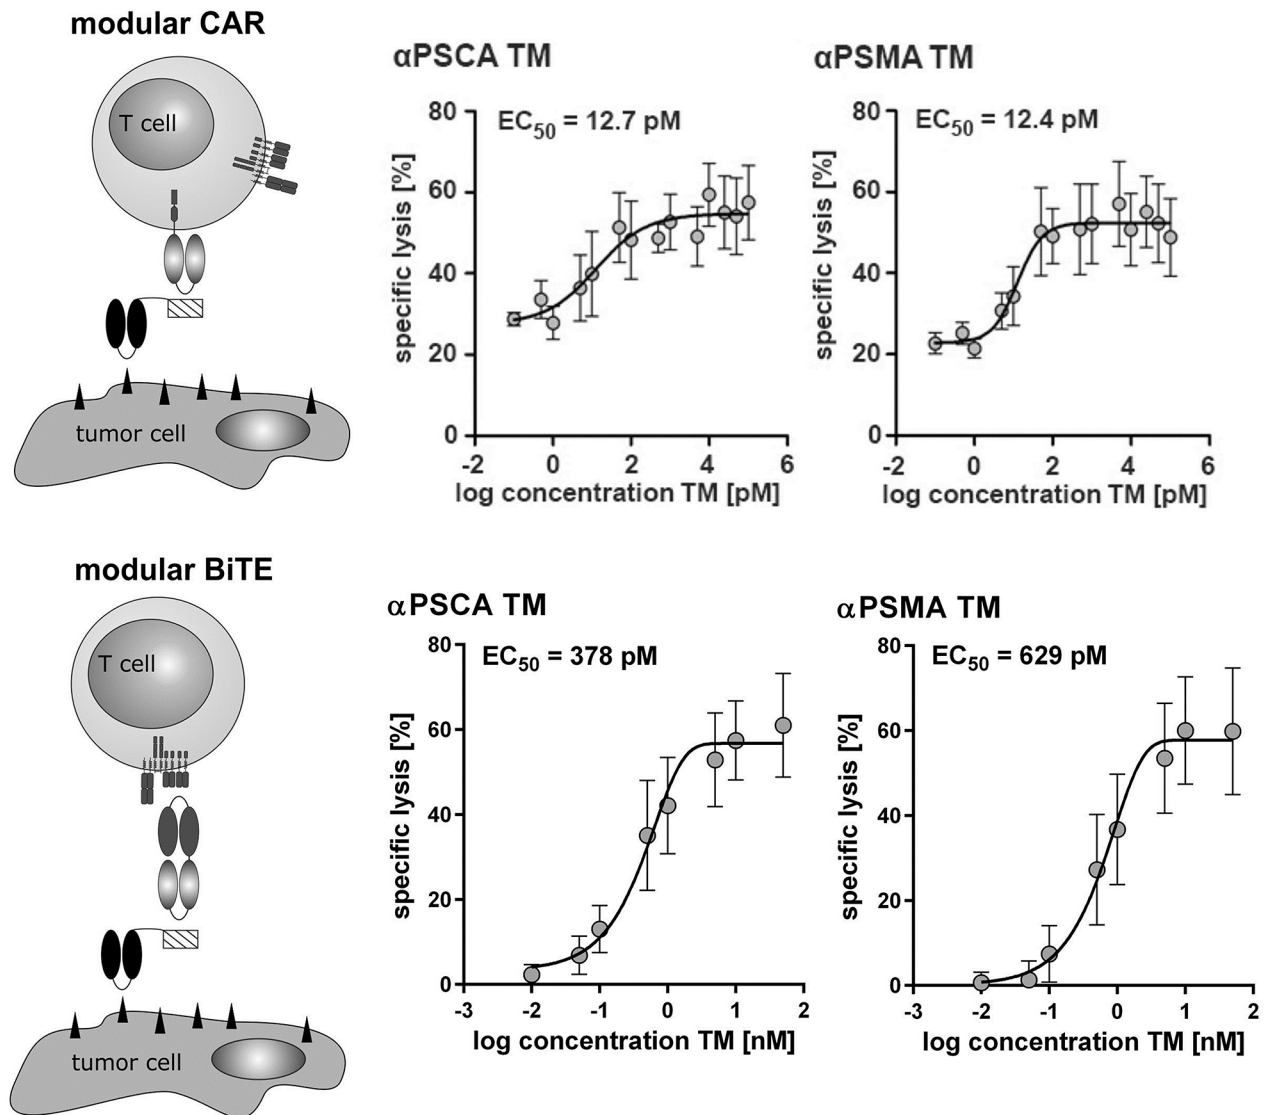 modular CAR
T cell
tumor cell
αPSCA TM
EC50 = 12.7 pM
specific lysis [%]
80
60
40
20
0
-2 0 2 4 6
log concentration TM [pM]
αPSMA TM
EC50 = 12.4 pM
specific lysis [%]
80
60
40
20
0
-2 0 2 4 6
log concentration TM [pM]
modular BiTE
T cell
tumor cell
αPSCA TM
EC50 = 378 pM
specific lysis [%]
80
60
40
20
0
-3 -2 -1 0 1 2
log concentration TM [nM]
αPSMA TM
EC50 = 629 pM
specific lysis [%]
80
60
40
20
0
-3 -2 -1 0 1 2
log concentration TM [nM]